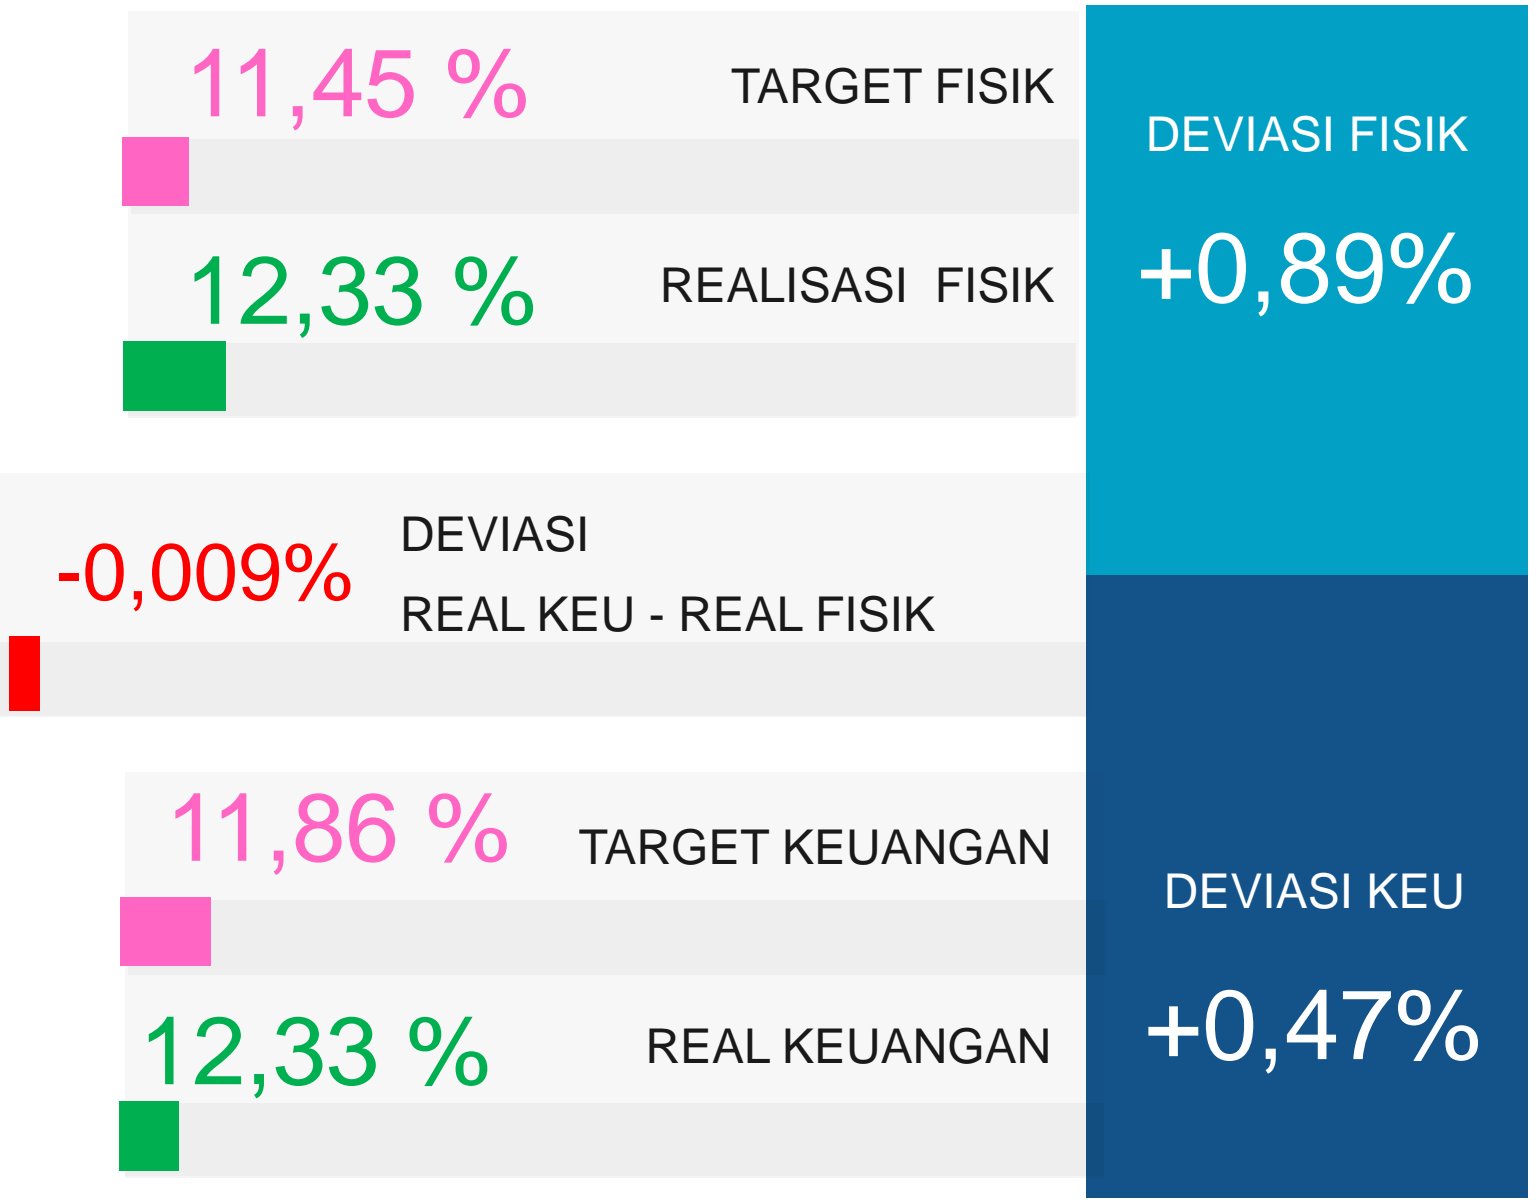 11,45 %
TARGET FISIK
12,33 %
REALISASI FISIK
DEVIASI FISIK
+0,89%
-0,009%
DEVIASI
REAL KEU - REAL FISIK
11,86 %
TARGET KEUANGAN
12,33 %
REAL KEUANGAN
DEVIASI KEU
+0,47%